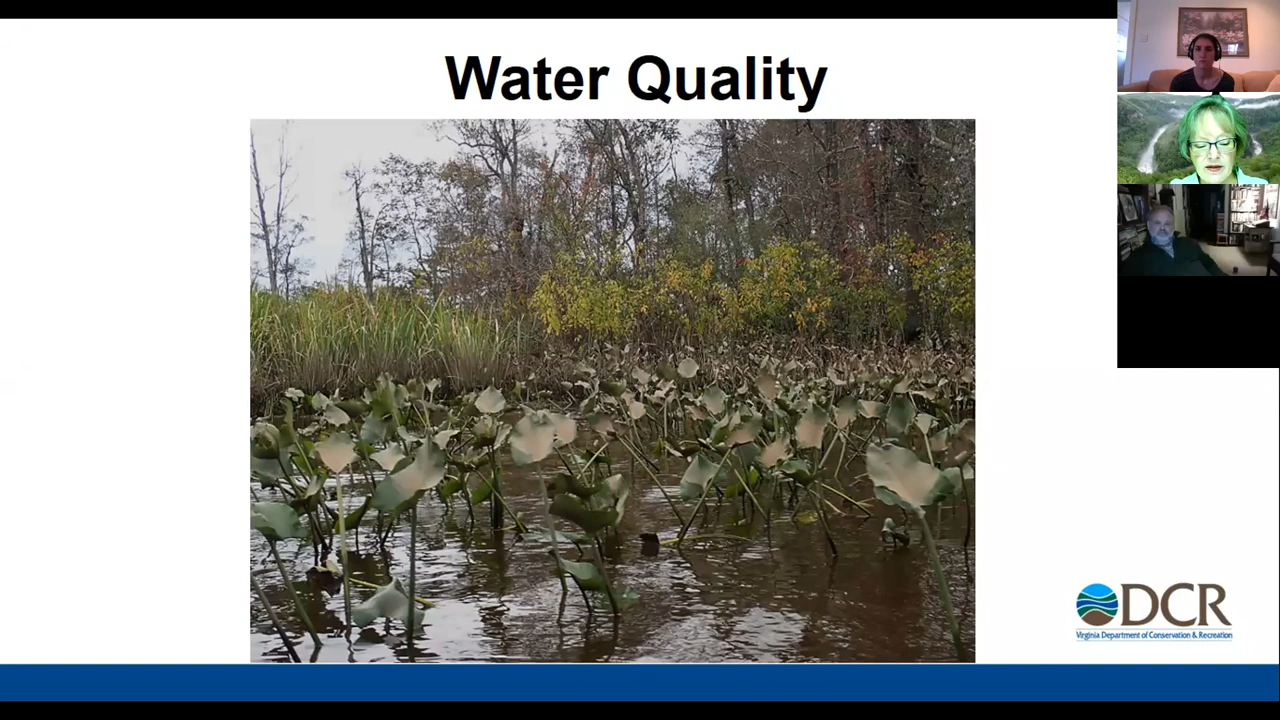 Water Quality
DCR
Virginia Department of Conservation & Recreation